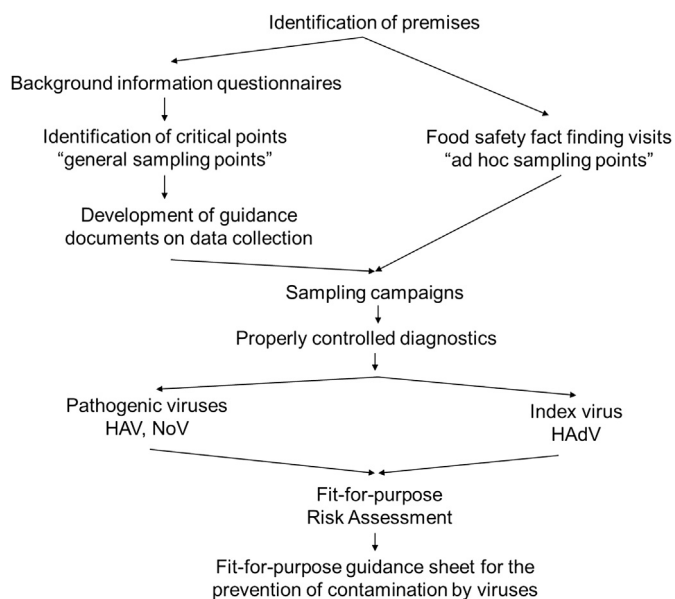 Identification of premises
Background information questionnaires
Identification of critical points
“general sampling points”
Food safety fact finding visits
“ad hoc sampling points”
Development of guidance
documents on data collection
Sampling campaigns
Properly controlled diagnostics
Pathogenic viruses
HAV, NoV
Index virus
HAdV
Fit-for-purpose
Risk Assessment
Fit-for-purpose guidance sheet for the
prevention of contamination by viruses